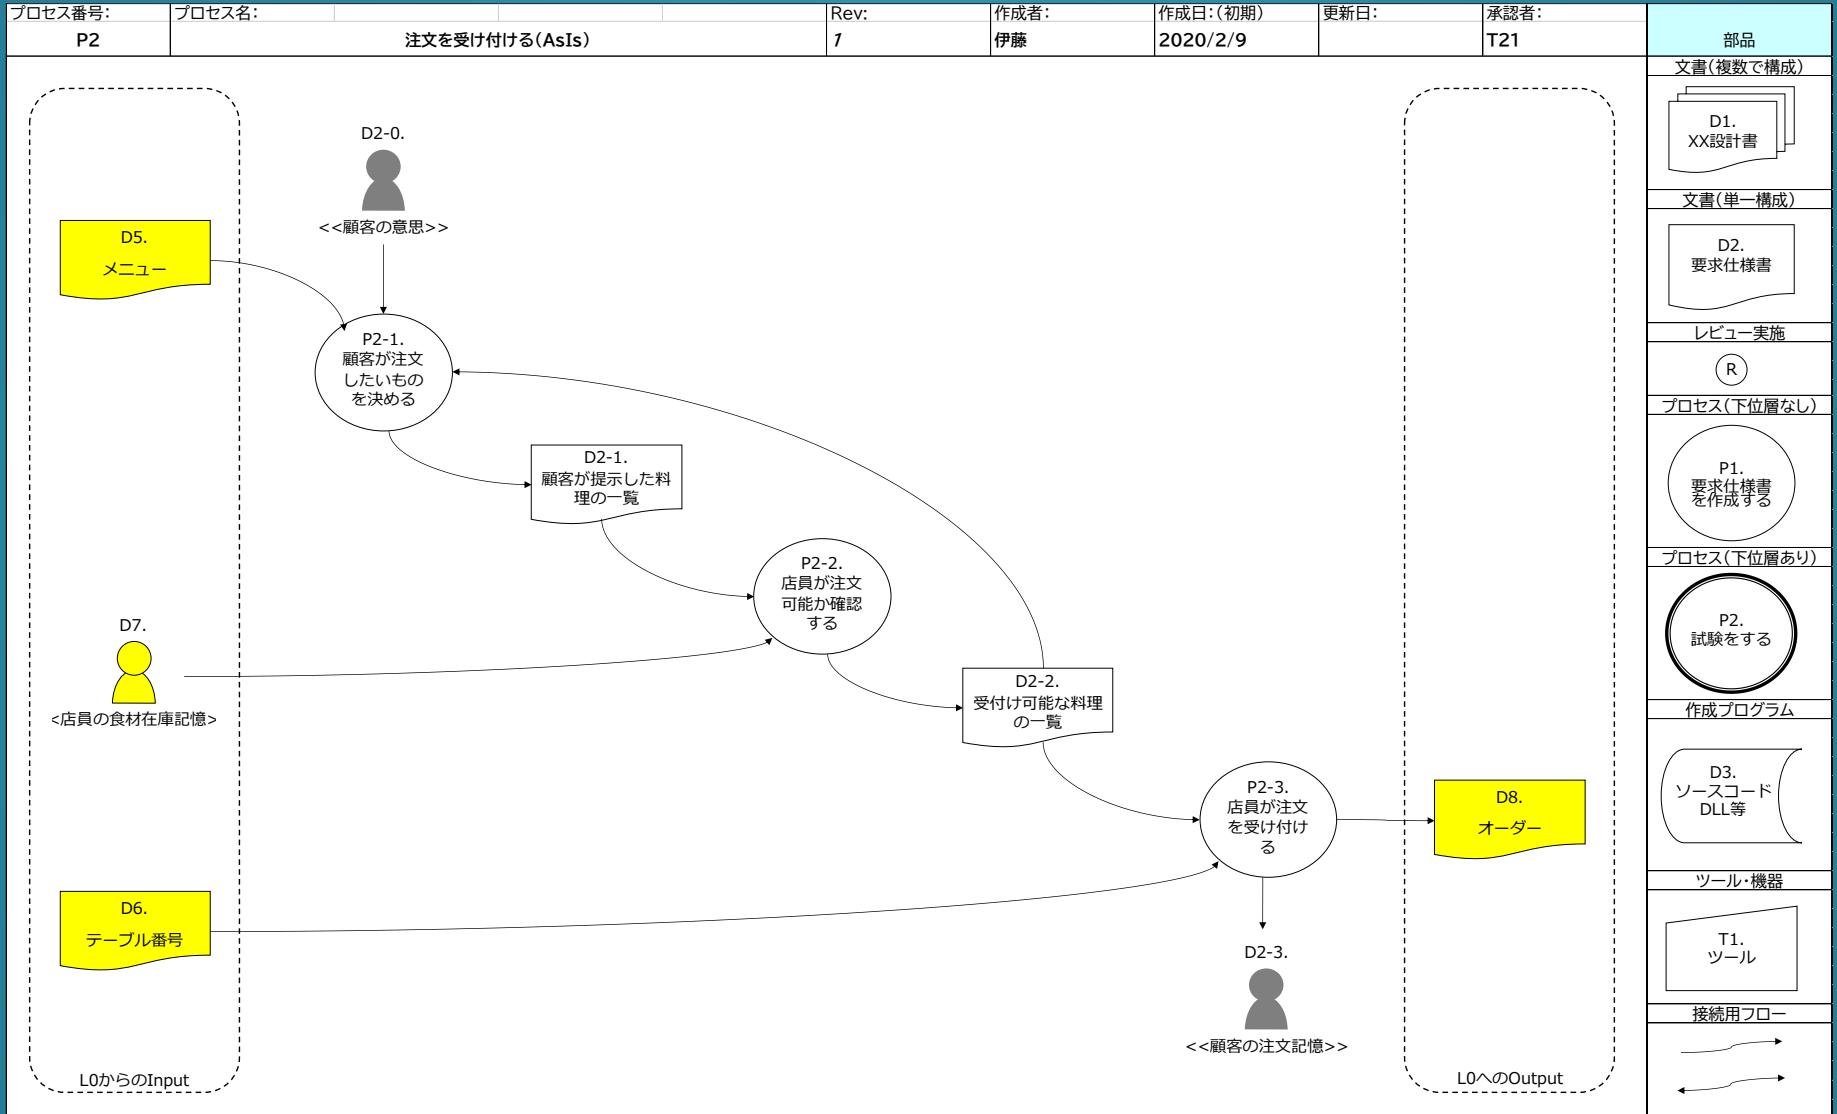 プロセス番号:
プロセス名:
Rev:
作成者:
作成日:(初期)
更新日:
承認者:
P2
注文を受け付ける(AsIs)
1
伊藤
2020/2/9
T21
部品
D2-0.
<<顧客の意思>>
D5.
メニュー
P2-1.
顧客が注文
したいもの
を決める
D2-1.
顧客が提示した料
理の一覧
P2-2.
店員が注文
可能か確認
する
D7.
<店員の食材在庫記憶>
D2-2.
受付け可能な料理
の一覧
P2-3.
店員が注文
を受け付け
る
D8.
オーダー
D6.
テーブル番号
D2-3.
<<顧客の注文記憶>>
L0からのInput
L0へのOutput
文書(複数で構成)
D1.
XX設計書
文書(単一構成)
D2.
要求仕様書
レビュー実施
R
プロセス(下位層なし)
P1.
要求仕様書
を作成する
プロセス(下位層あり)
P2.
試験をする
作成プログラム
D3.
ソースコード
DLL等
ツール・機器
T1.
ツール
接続用フロー